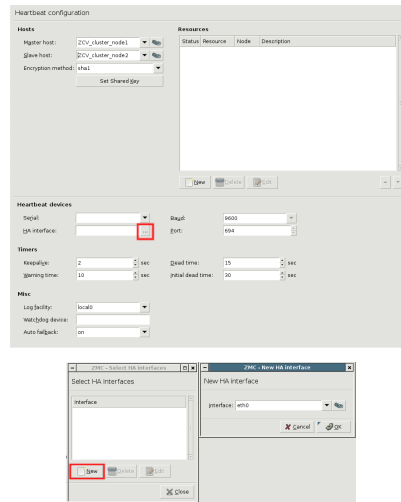 Heartbeat configuration
Hosts
Master host: ZCV_cluster_node1
Slave host: ZCV_cluster_node2
Encryption method: sha1
Set Shared Key
Resources
Status Resource Node Description
New Delete Edit
Heartbeat devices
Serial:
Baud: 9600
HA interface: ...
Port: 694
Timers
Keepalive: 2 sec
Dead time: 15 sec
Warning time: 10 sec
Initial dead time: 30 sec
Misc
Log facility: local0
Watchdog device:
Auto failback: on
ZMC - Select HA interfaces
Select HA interfaces
Interface
New Delete Edit
Close
ZMC - New HA interface
New HA interface
Interface: eth0
Cancel OK